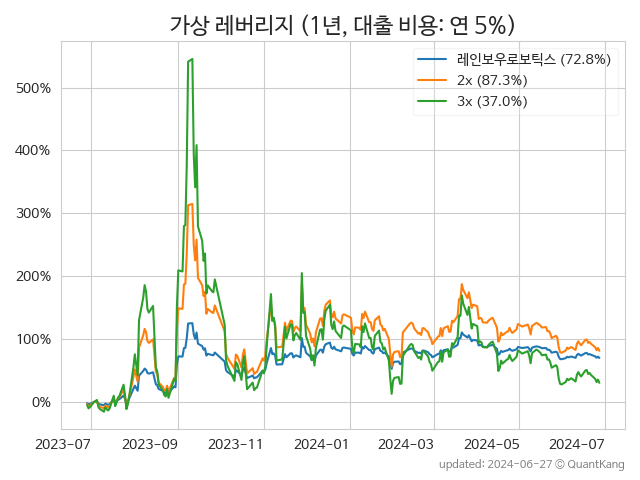 가상 레버리지 (1년, 대출 비용: 연 5%)
레인보우로보틱스 (72.8%)
2x (87.3%)
3x (37.0%)
500%
400%
300%
200%
100%
0%
2023-07 2023-09 2023-11 2024-01 2024-03 2024-05 2024-07
updated: 2024-06-27 © QuantKang